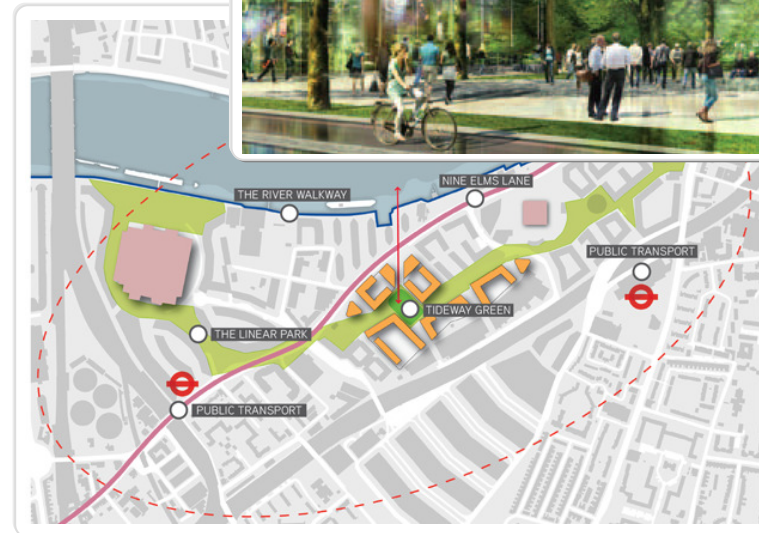 THE RIVER WALKWAY
NINE ELMS LANE
PUBLIC TRANSPORT
TIDEWAY GREEN
THE LINEAR PARK
PUBLIC TRANSPORT